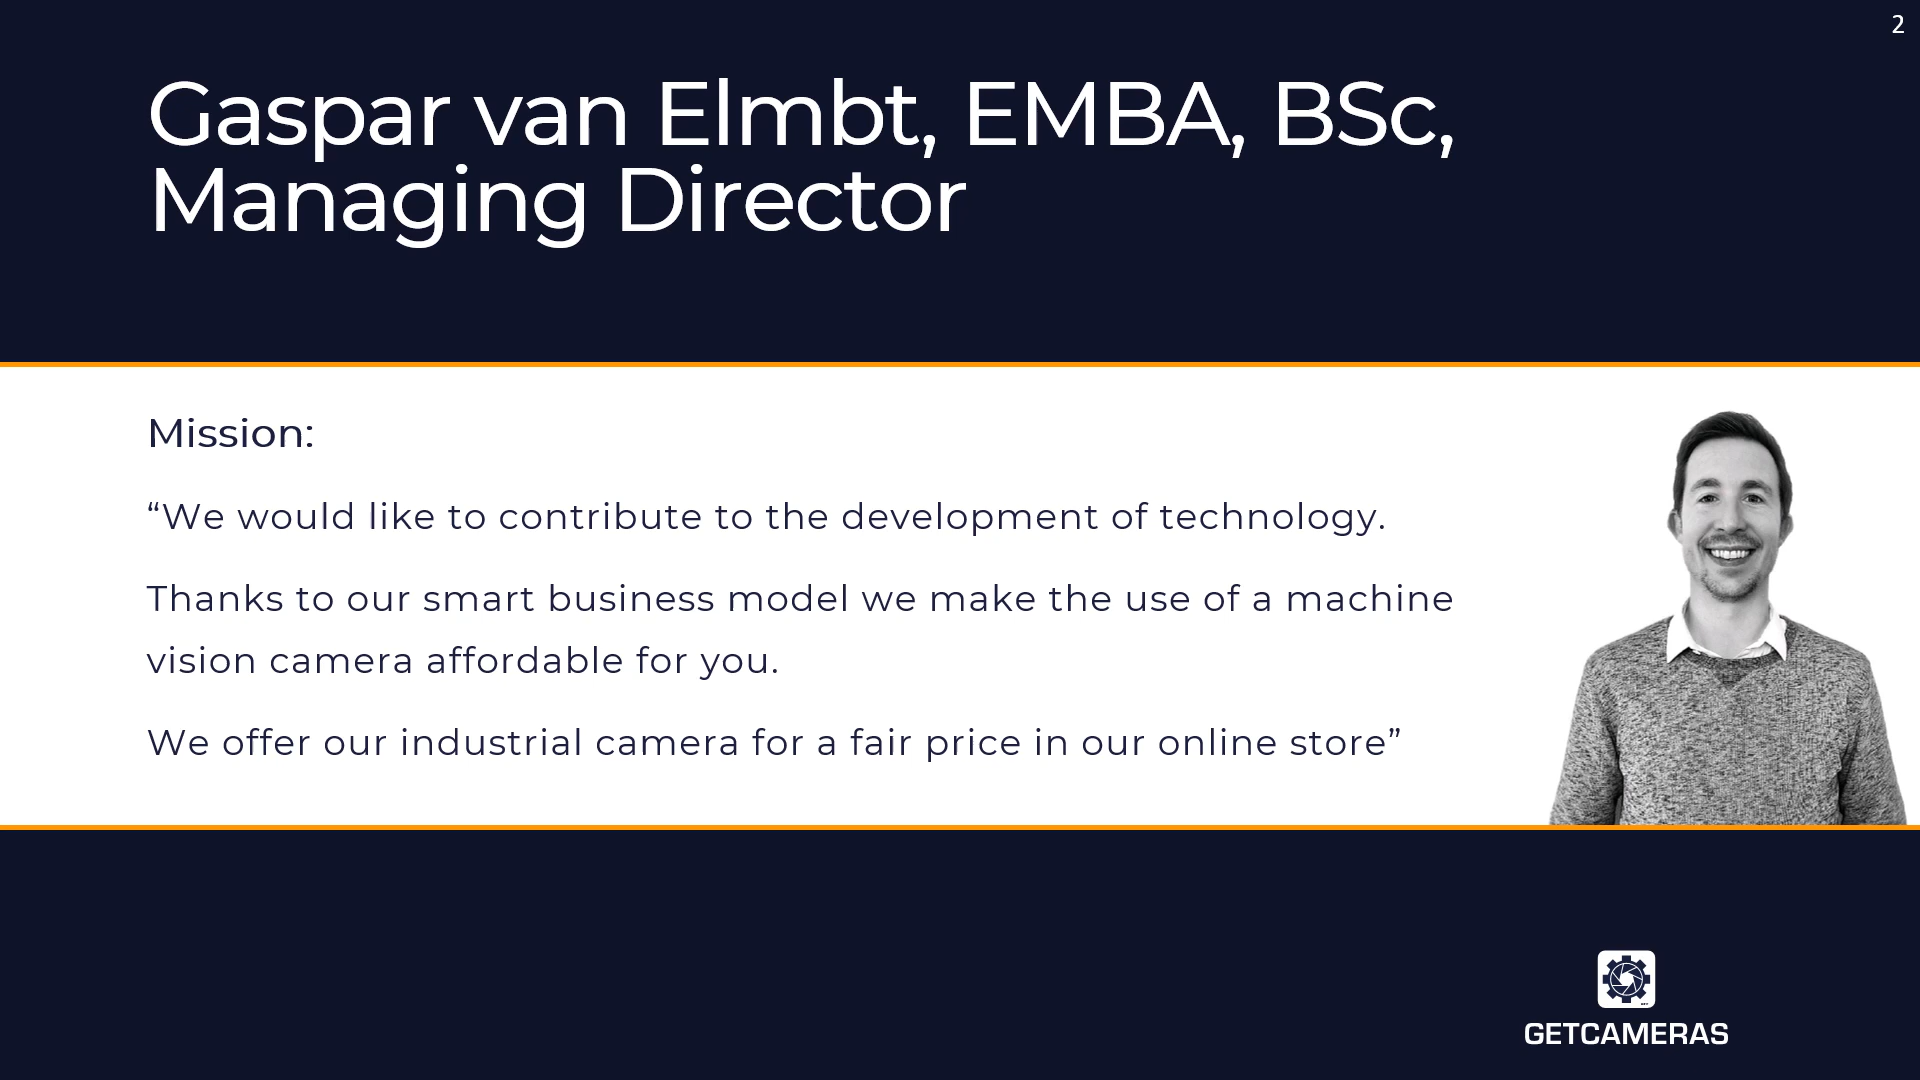 2
Gaspar van Elmbt, EMBA, BSc,
Managing Director
Mission:
“We would like to contribute to the development of technology.
Thanks to our smart business model we make the use of a machine
vision camera affordable for you.
We offer our industrial camera for a fair price in our online store”
GETCAMERAS